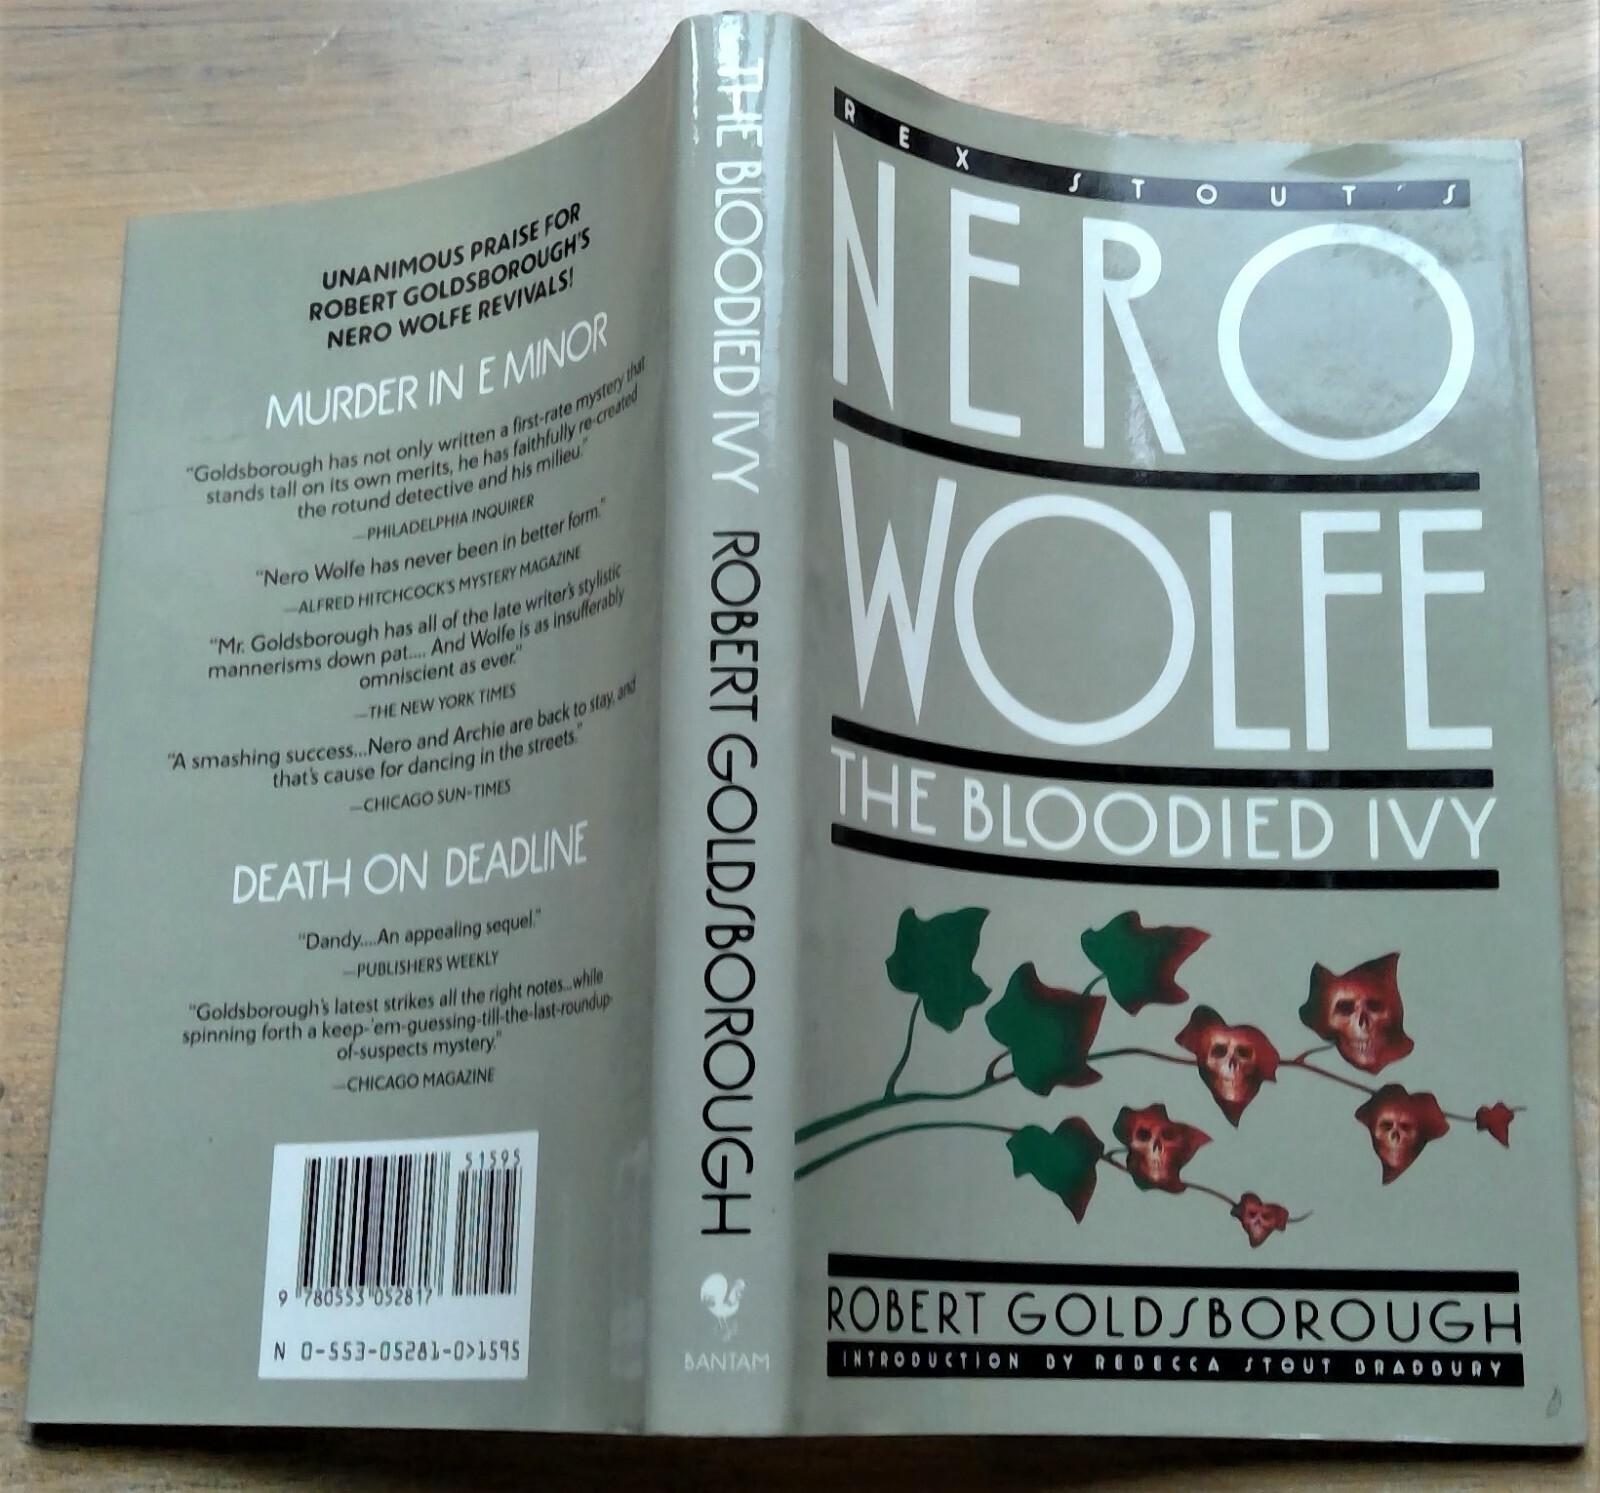 UNANIMOUS PRAISE FOR
ROBERT GOLDSBOROUGH'S
NERO WOLFE REVIVALS!
MURDER IN E MINOR
“Goldsborough has not only written a first-rate mystery that
stands tall on its own merits, he has faithfully re-created
the rotund detective and his milieu.”
—PHILADELPHIA INQUIRER
“Nero Wolfe has never been in better form.”
—ALFRED HITCHCOCK'S MYSTERY MAGAZINE
“Mr. Goldsborough has all of the late writer's stylistic
mannerisms down pat.... And Wolfe is as insufferably
omniscient as ever.”
—THE NEW YORK TIMES
“A smashing success...Nero and Archie are back to stay, and
that's cause for dancing in the streets.”
—CHICAGO SUN-TIMES
DEATH ON DEADLINE
“Dandy....An appealing sequel.”
—PUBLISHERS WEEKLY
“Goldsborough's latest strikes all the right notes...while
spinning forth a keep-'em-guessing-till-the-last-roundup-
of-suspects mystery.”
—CHICAGO MAGAZINE
51595
9 780553 052817
N 0-553-05281-0>1595
THE BLOODIED IVY ROBERT GOLDSBOROUGH
BANTAM
REX STOUT'S
NERO
WOLFE
THE BLOODIED IVY
ROBERT GOLDSBOROUGH
INTRODUCTION BY REBECCA STOUT BRADBURY